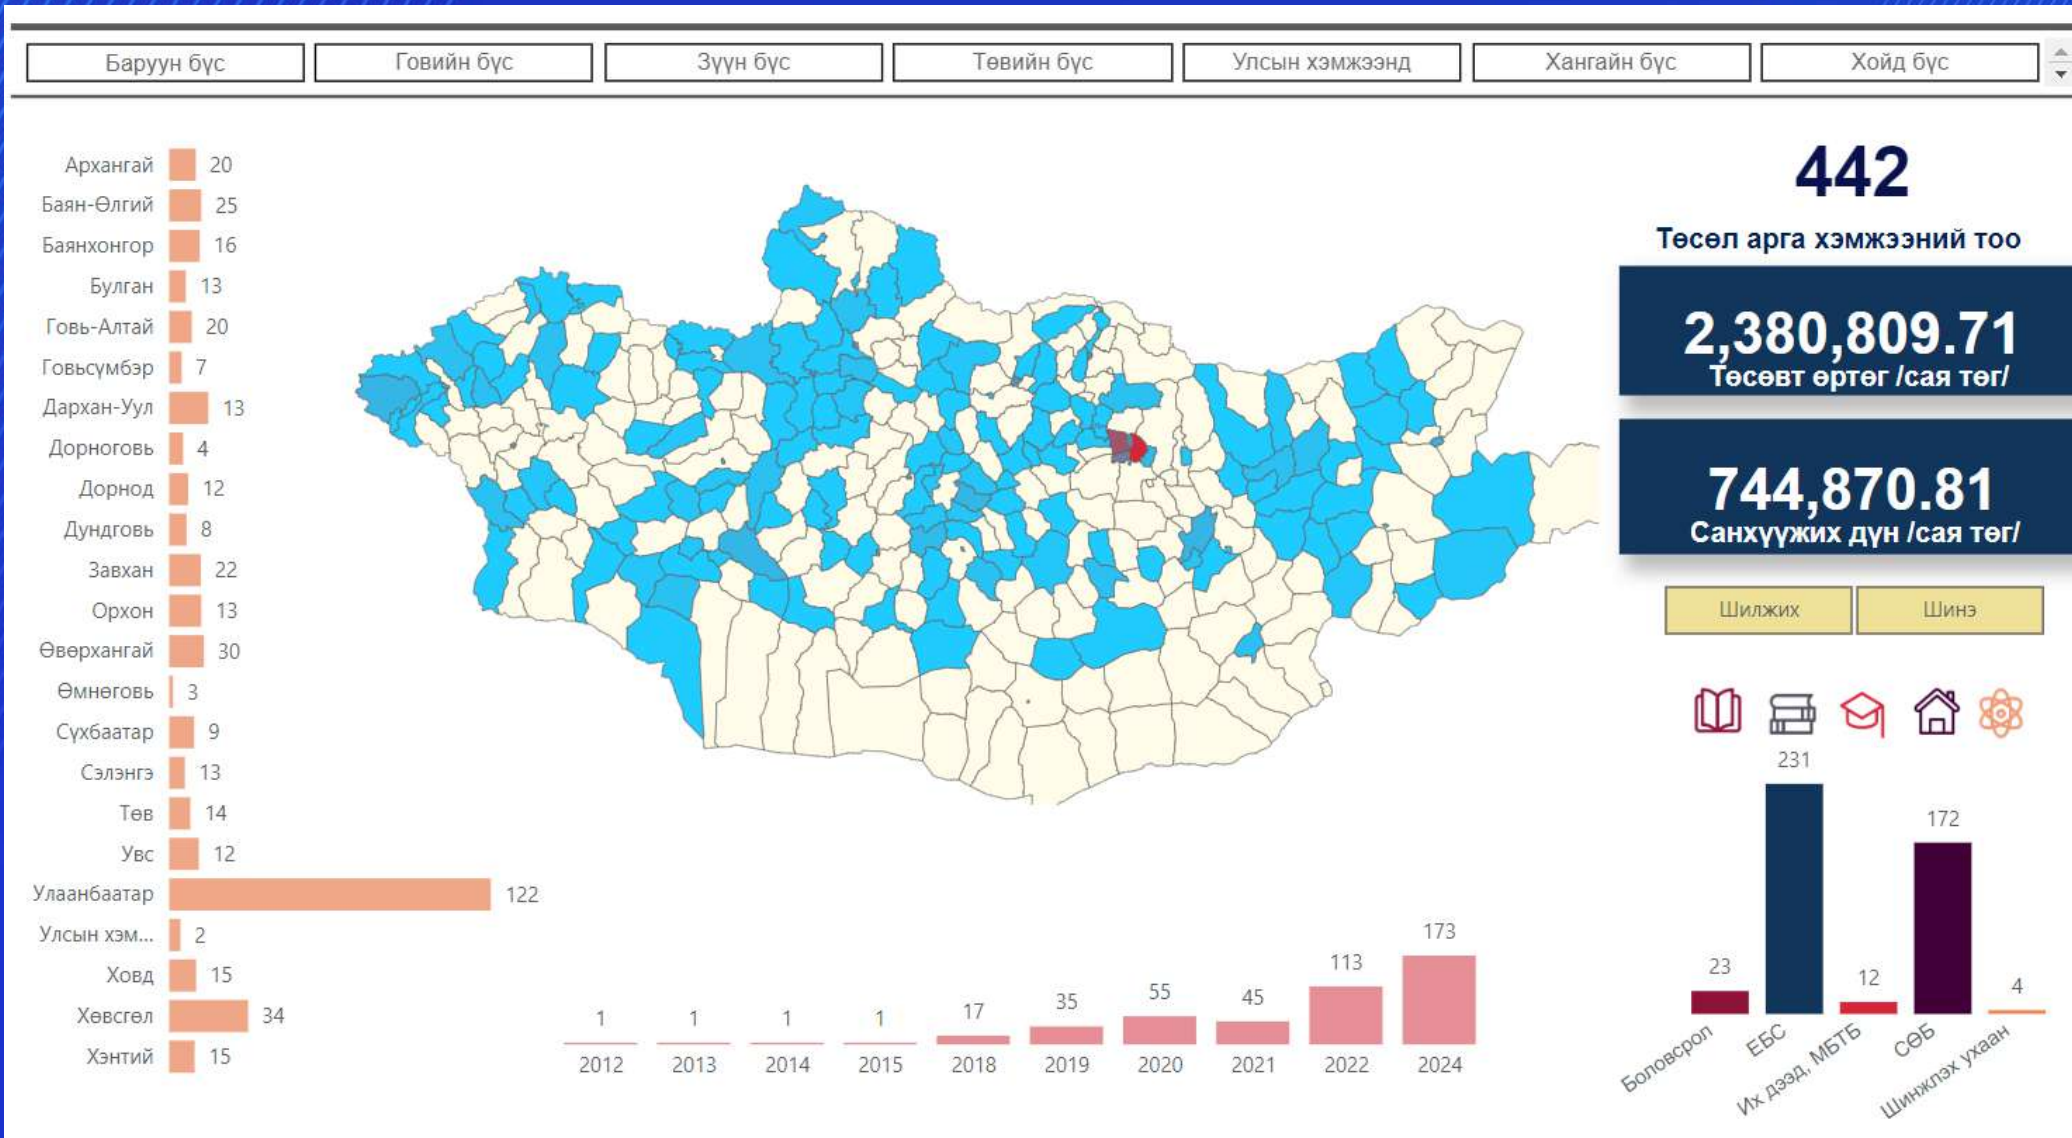 Баруун бүс
Говийн бүс
Зүүн бүс
Төвийн бүс
Улсын хэмжээнд
Хангайн бүс
Хойд бүс
Архангай 20
Баян-Өлгий 25
Баянхонгор 16
Булган 13
Говь-Алтай 20
Говьсүмбэр 7
Дархан-Уул 13
Дорноговь 4
Дорнод 12
Дундговь 8
Завхан 22
Орхон 13
Өвөрхангай 30
Өмнөговь 3
Сүхбаатар 9
Сэлэнгэ 13
Төв 14
Увс 12
Улаанбаатар 122
Улсын хэм... 2
Ховд 15
Хөвсгөл 34
Хэнтий 15
1 1 1 1 17 35 55 45 113 173
2012 2013 2014 2015 2018 2019 2020 2021 2022 2024
442
Төсөл арга хэмжээний тоо
2,380,809.71
Төсөвт өртөг /сая төг/
744,870.81
Санхүүжих дүн /сая төг/
Шилжих
Шинэ
23 231 12 172 4
Боловсрол
ЕБС
Их дээд, МБТБ
СӨБ
Шинжлэх ухаан